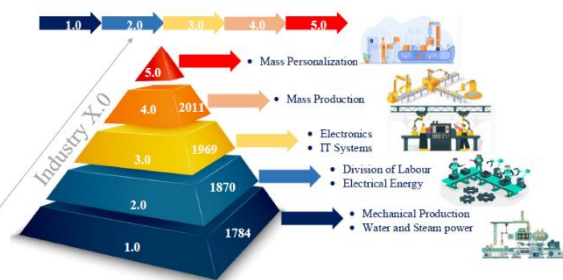 1.0 2.0 3.0 4.0 5.0
Industry X.0
5.0
Mass Personalization
4.0 2011
Mass Production
3.0 1969
Electronics
IT Systems
2.0 1870
Division of Labour
Electrical Energy
1.0 1784
Mechanical Production
Water and Steam power